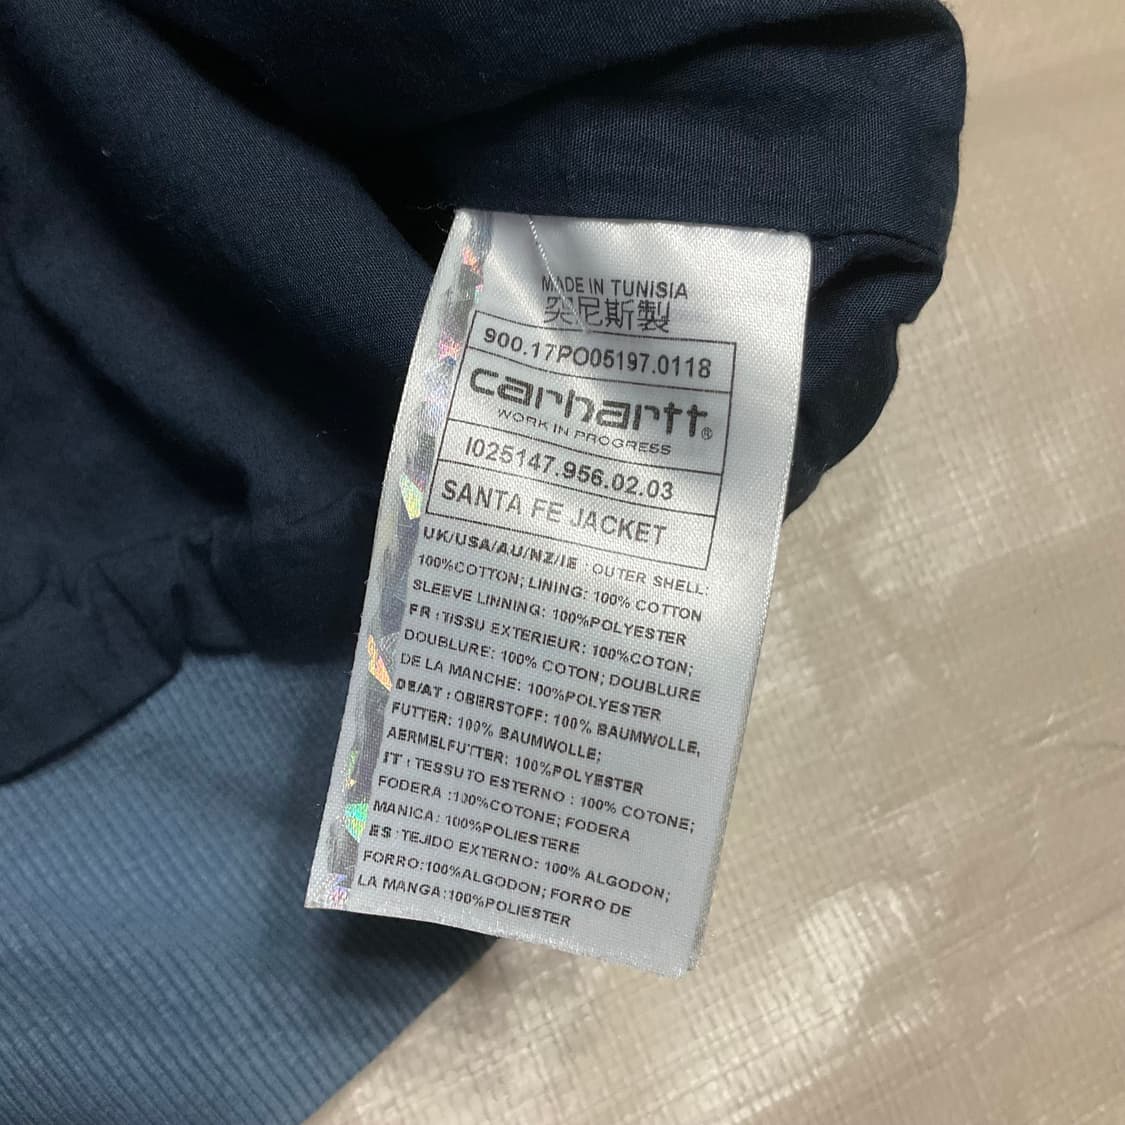 MADE IN TUNISIA
突尼斯製
900.17PO05197.0118
carhartt®
WORK IN PROGRESS
I025147.956.02.03
SANTA FE JACKET
UK/USA/AU/NZ/IE : OUTER SHELL:
100%COTTON; LINING: 100% COTTON
SLEEVE LINNING: 100%POLYESTER
FR : TISSU EXTERIEUR: 100%COTON;
DOUBLURE: 100% COTON; DOUBLURE
DE LA MANCHE: 100%POLYESTER
DE/AT : OBERSTOFF: 100% BAUMWOLLE,
FUTTER: 100% BAUMWOLLE;
AERMELFUTTER: 100%POLYESTER
IT : TESSUTO ESTERNO : 100% COTONE;
FODERA :100%COTONE; FODERA
MANICA: 100%POLIESTERE
ES : TEJIDO EXTERNO: 100% ALGODON;
FORRO:100%ALGODON; FORRO DE
LA MANGA:100%POLIESTER